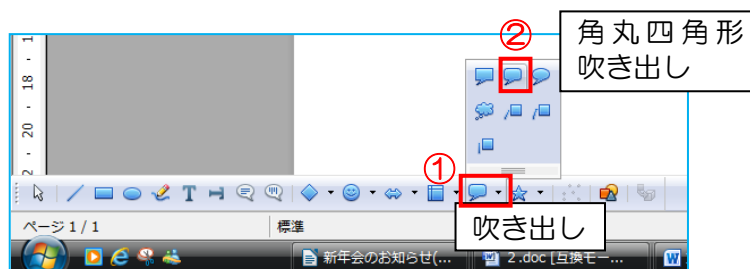 ②
角丸四角形
吹き出し
18
20
①
T
ページ 1 / 1
標準
吹き出し
新年会のお知らせ(...
2 .doc [互換モー...